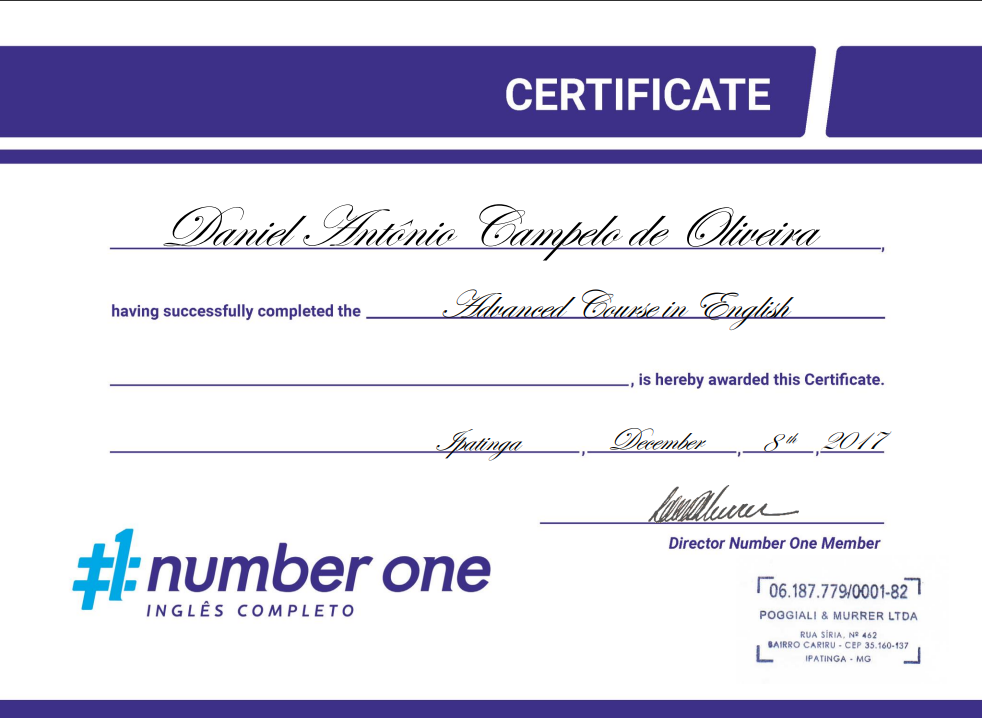 CERTIFICATE
Daniel Antônio Campelo de Oliveira,
having successfully completed the Advanced Course in English
, is hereby awarded this Certificate.
Ipatinga, December, 8th, 2017
Director Number One Member
#1: number one
INGLÊS COMPLETO
06.187.779/0001-82
POGGIALI & MURRER LTDA
RUA SÍRIA, Nº 462
BAIRRO CARIRU - CEP 35.160-137
IPATINGA - MG